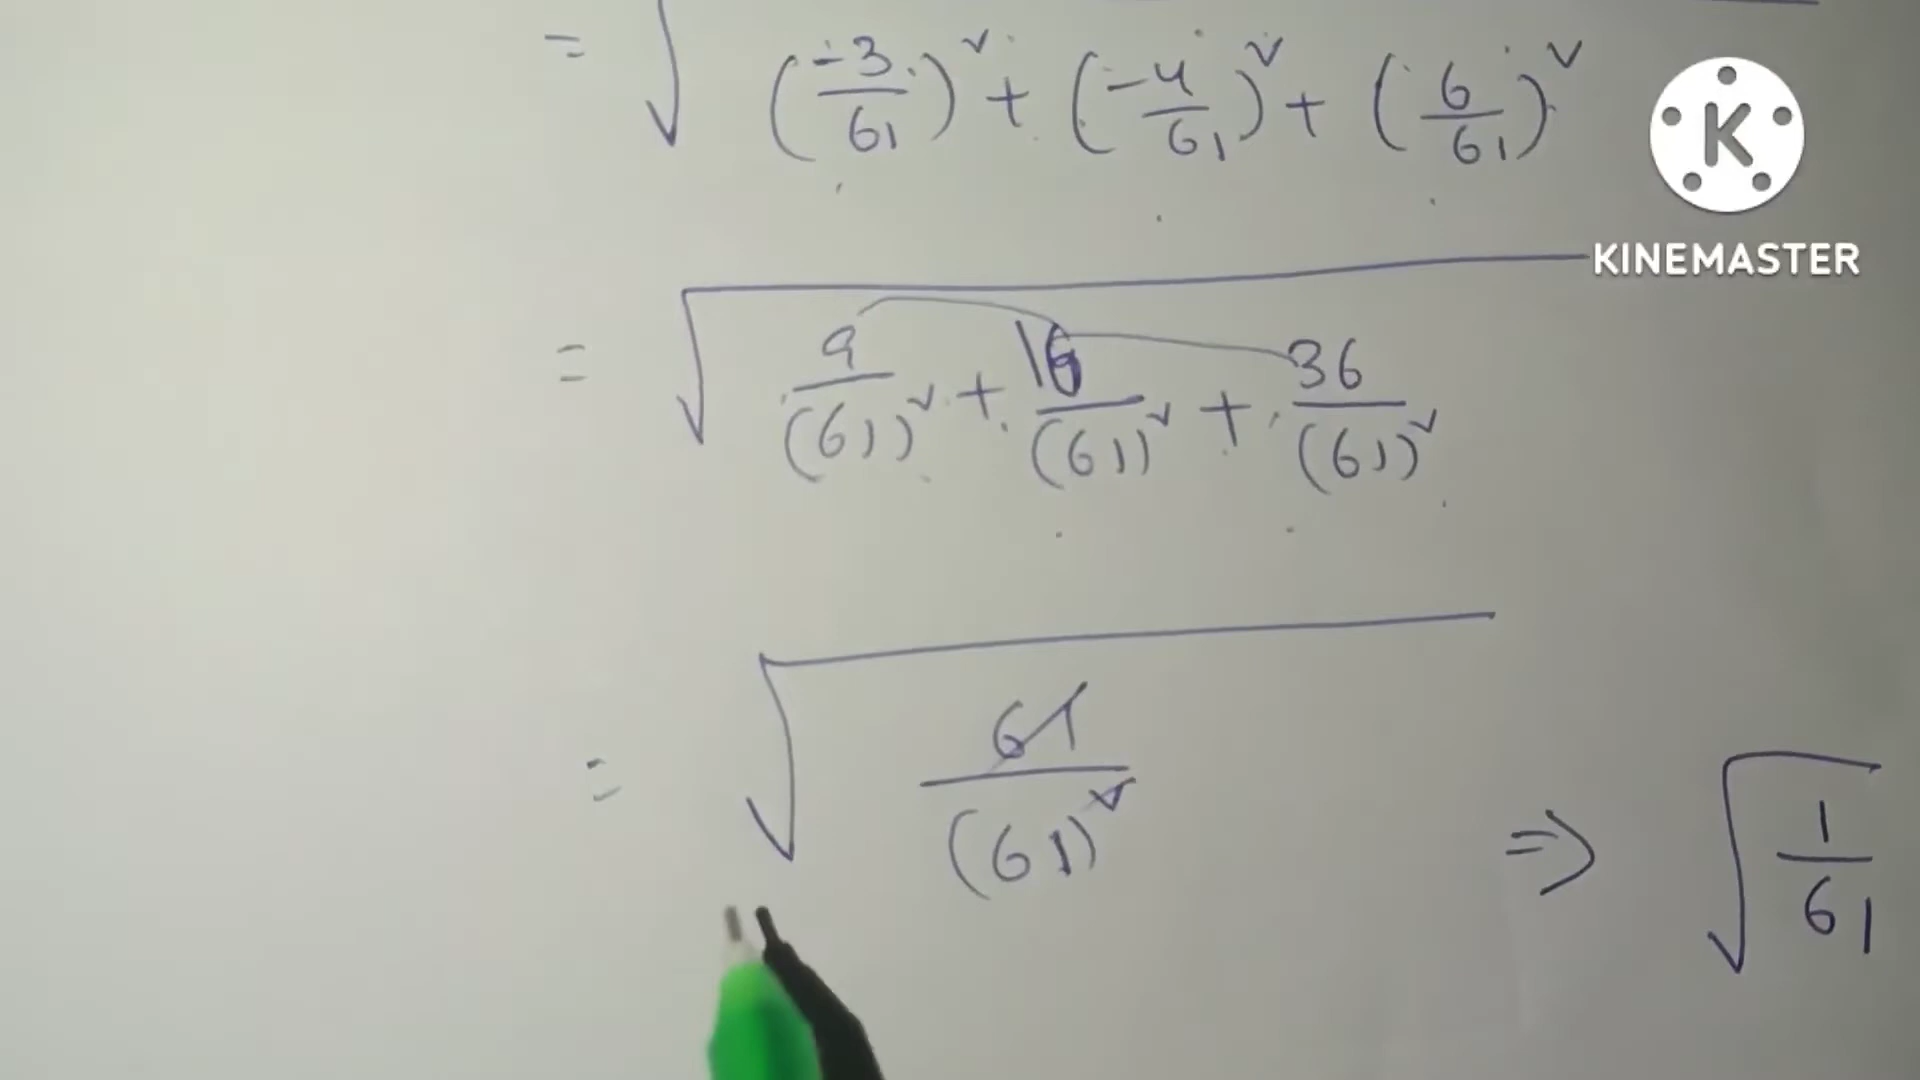 = √ (-3/61)² + (-4/61)² + (6/61)²
= √ 9/(61)² + 16/(61)² + 36/(61)²
= √ 61/(61)² ⇒ √ 1/61
K
KINEMASTER